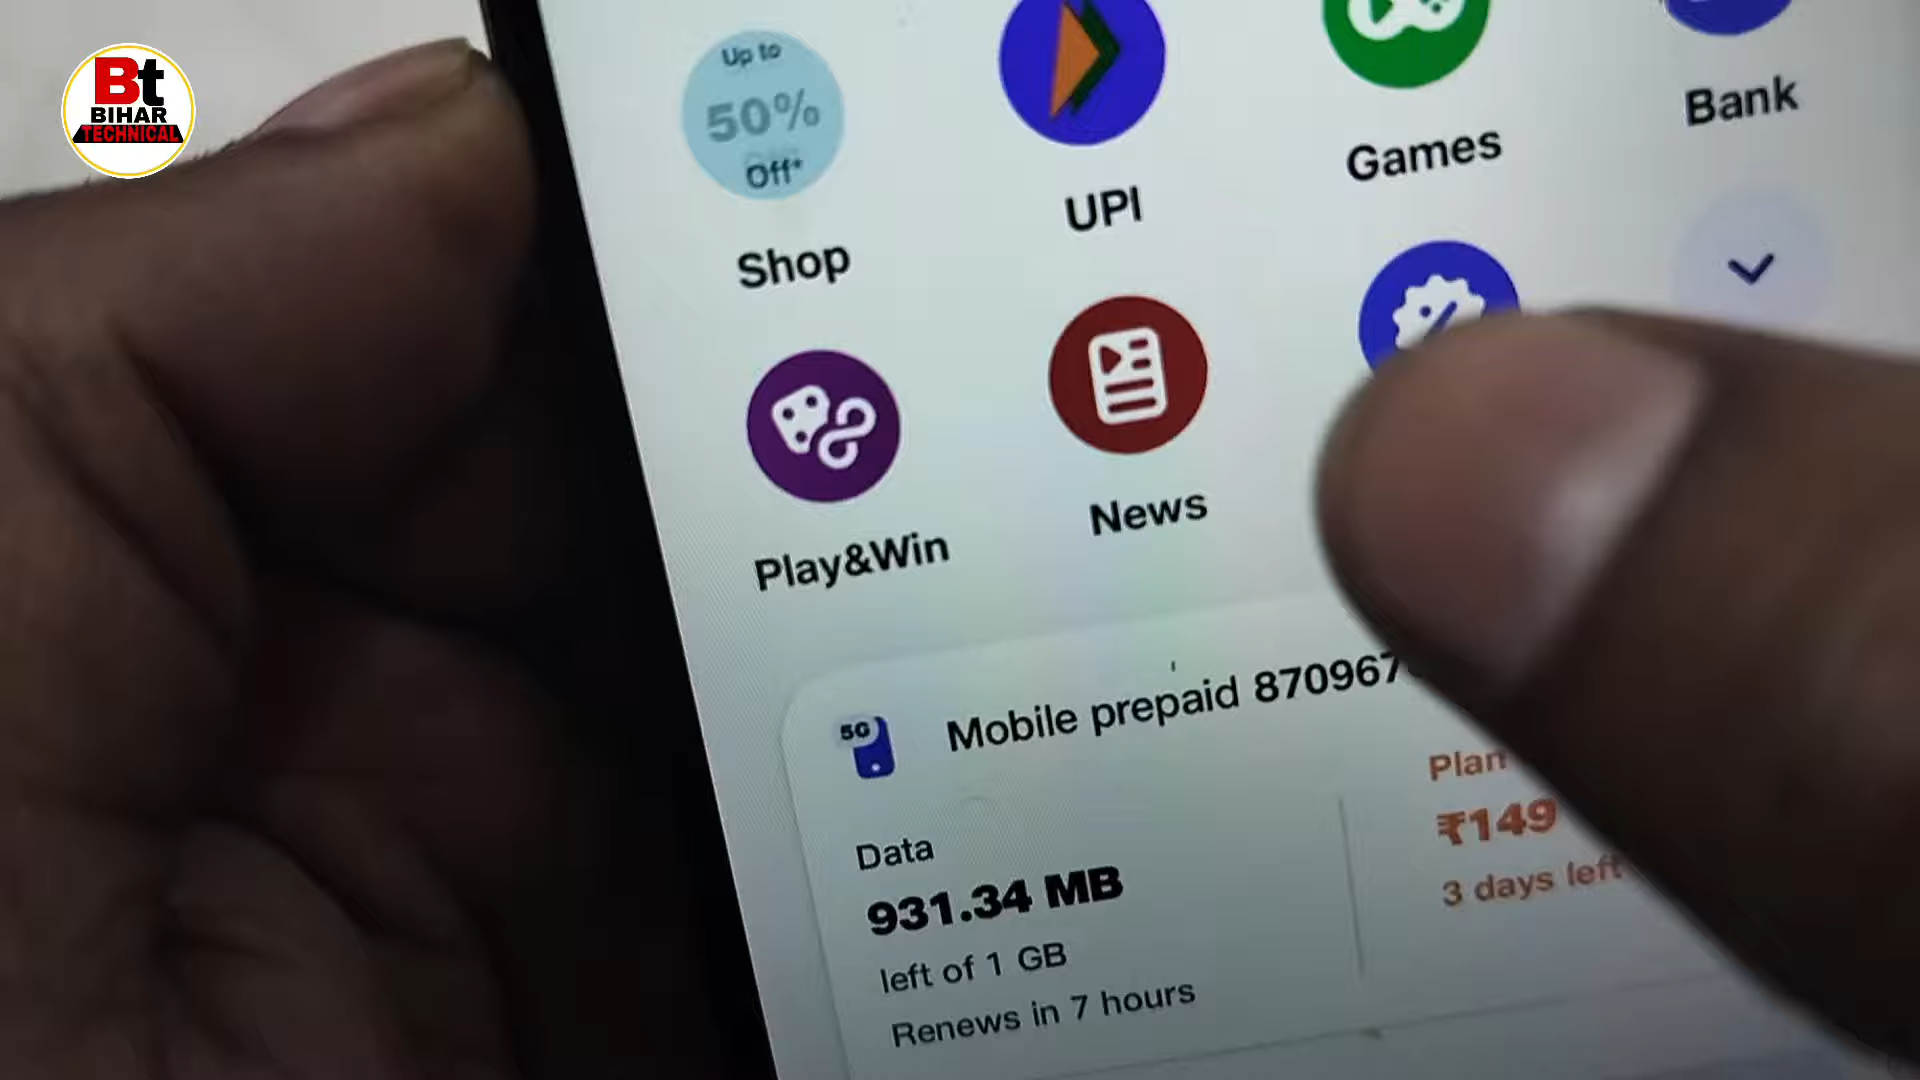 Bt
BIHAR
TECHNICAL
Up to
50%
Off*
Shop
UPI
Games
Bank
Play&Win
News
5G
Mobile prepaid 870967
Plan
₹149
3 days left
Data
931.34 MB
left of 1 GB
Renews in 7 hours